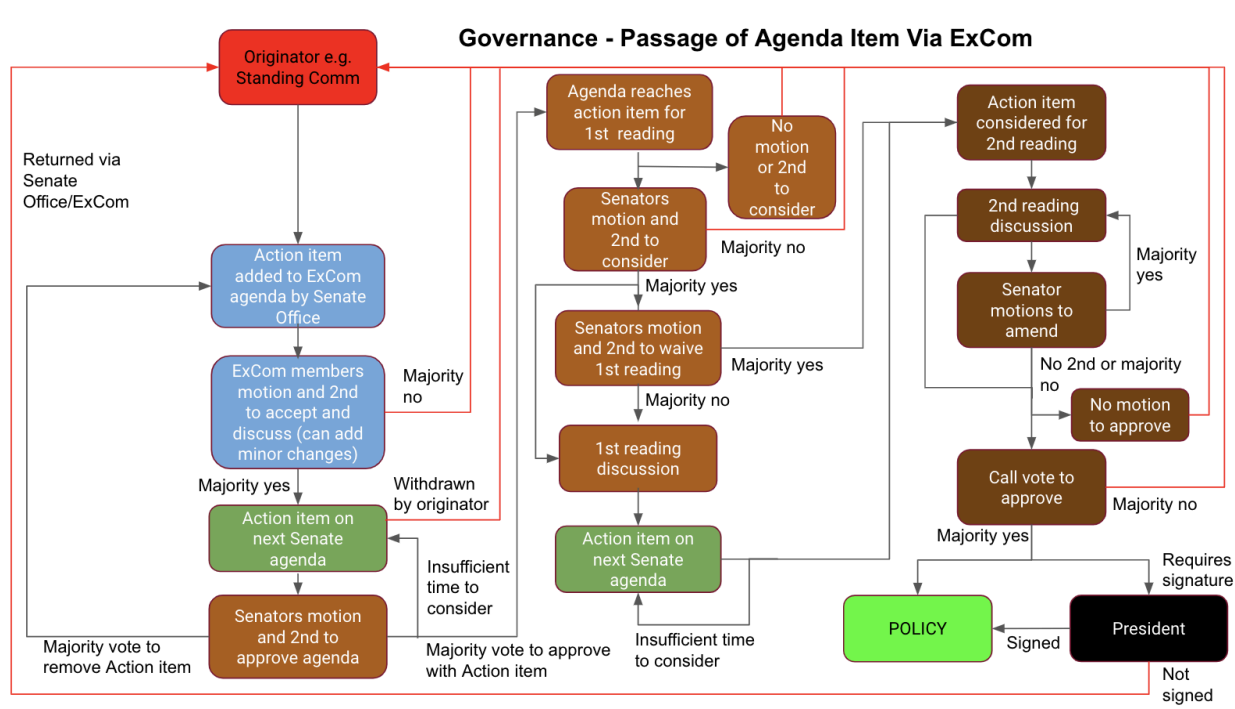 Governance - Passage of Agenda Item Via ExCom
Originator e.g.
Standing Comm
Returned via
Senate
Office/ExCom
Action item
added to ExCom
agenda by Senate
Office
ExCom members
motion and 2nd
to accept and
discuss (can add
minor changes)
Majority
no
Majority yes
Withdrawn
by originator
Action item on
next Senate
agenda
Insufficient
time to
consider
Senators motion
and 2nd to
approve agenda
Majority vote to
remove Action item
Majority vote to approve
with Action item
Agenda reaches
action item for
1st reading
No
motion
or 2nd
to
consider
Senators
motion and
2nd to
consider
Majority no
Majority yes
Senators motion
and 2nd to waive
1st reading
Majority yes
Majority no
1st reading
discussion
Action item on
next Senate
agenda
Insufficient time
to consider
Action item
considered for
2nd reading
2nd reading
discussion
Majority
yes
Senator
motions to
amend
No 2nd or majority
no
No motion
to approve
Call vote to
approve
Majority no
Majority yes
Requires
signature
POLICY
Signed
President
Not
signed